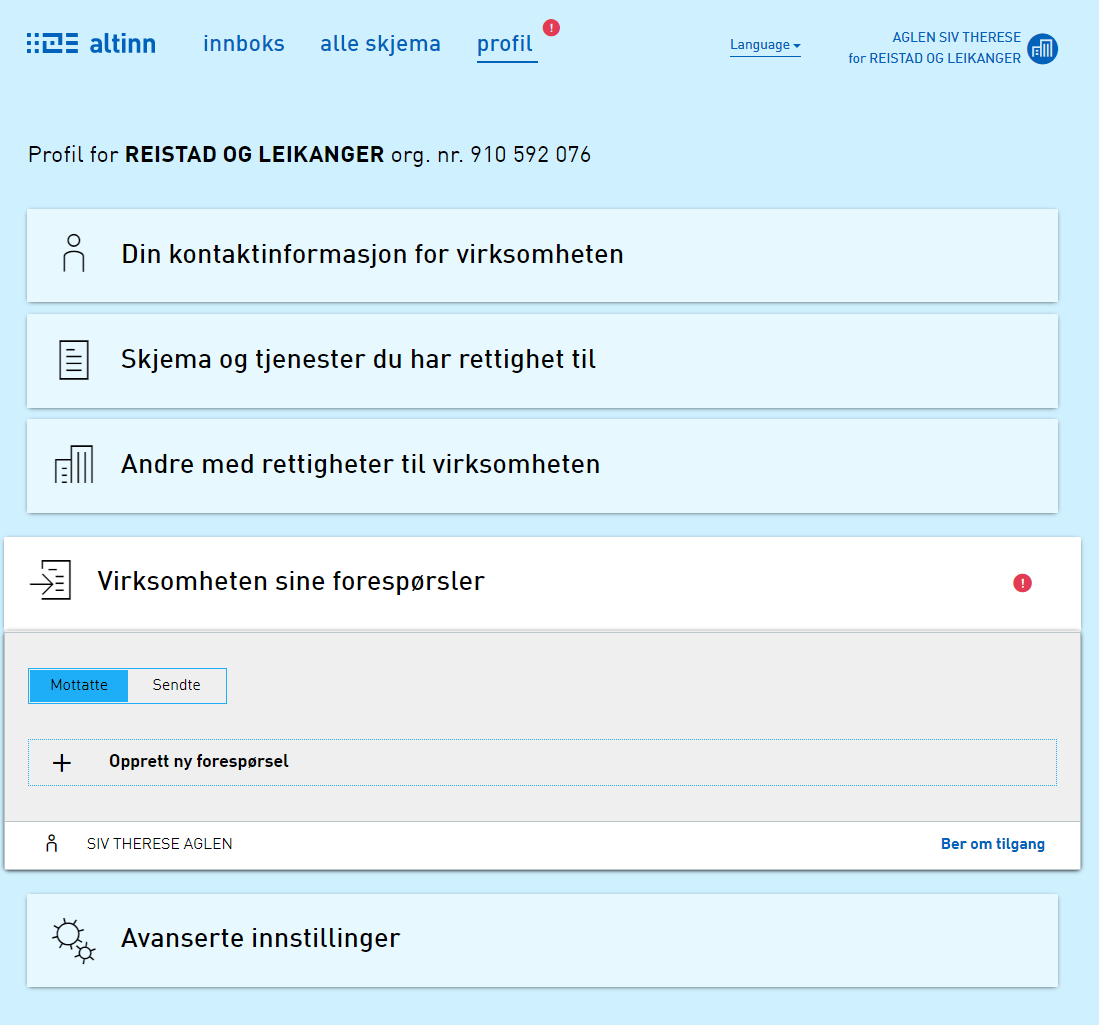 altinn innboks alle skjema profil !
Language AGLEN SIV THERESE
for REISTAD OG LEIKANGER
Profil for REISTAD OG LEIKANGER org. nr. 910 592 076
Din kontaktinformasjon for virksomheten
Skjema og tjenester du har rettighet til
Andre med rettigheter til virksomheten
Virksomheten sine forespørsler !
Mottatte Sendte
+ Opprett ny forespørsel
SIV THERESE AGLEN Ber om tilgang
Avanserte innstillinger